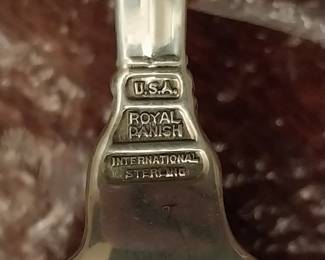 U.S.A.
ROYAL
DANISH
INTERNATIONAL
STERLING